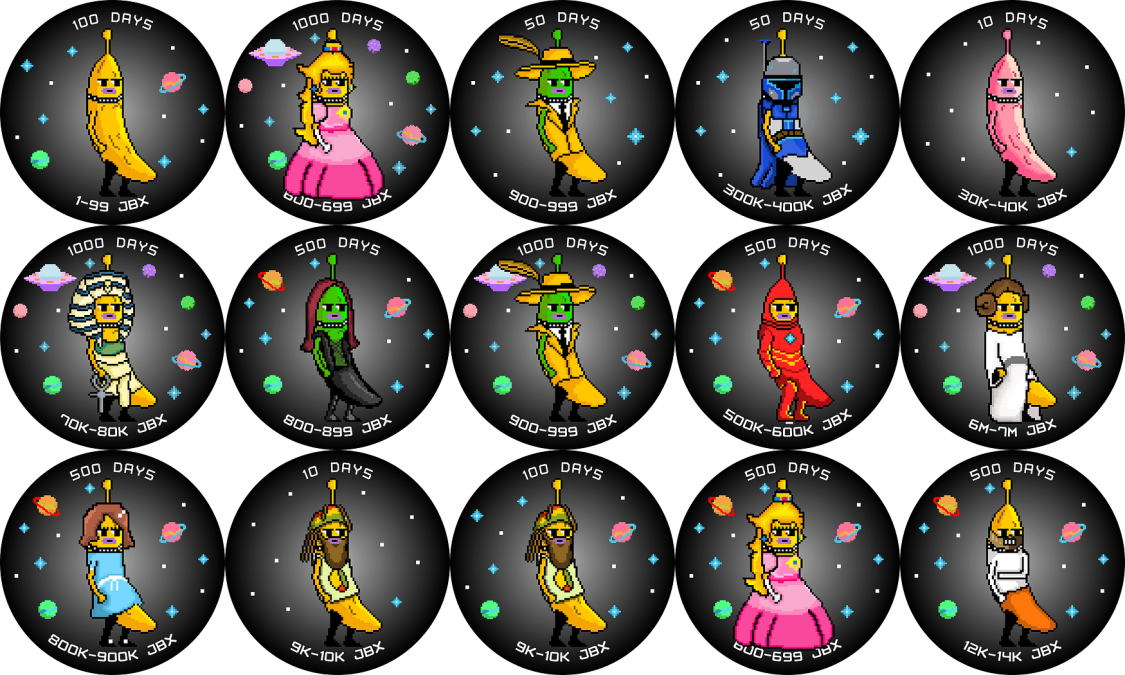 100 DAYS
1-99 JBX
1000 DAYS
600-699 JBX
50 DAYS
900-999 JBX
50 DAYS
300K-400K JBX
10 DAYS
30K-40K JBX
1000 DAYS
70K-80K JBX
500 DAYS
800-899 JBX
1000 DAYS
900-999 JBX
500 DAYS
500K-600K JBX
1000 DAYS
6M-7M JBX
500 DAYS
800K-900K JBX
10 DAYS
9K-10K JBX
100 DAYS
9K-10K JBX
500 DAYS
600-699 JBX
500 DAYS
12K-14K JBX